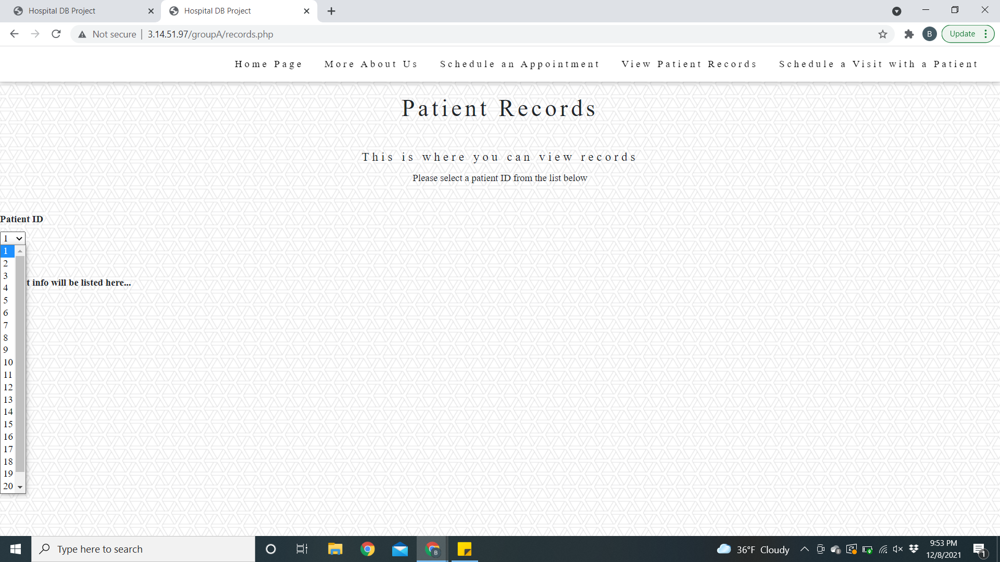 Hospital DB Project
Hospital DB Project
Not secure
3.14.51.97/groupA/records.php
B
Update
Home Page
More About Us
Schedule an Appointment
View Patient Records
Schedule a Visit with a Patient
Patient Records
This is where you can view records
Please select a patient ID from the list below
Patient ID
1
1
2
3
t info will be listed here...
4
5
6
7
8
9
10
11
12
13
14
15
16
17
18
19
20
Type here to search
B
36°F Cloudy
9:53 PM
12/8/2021
1